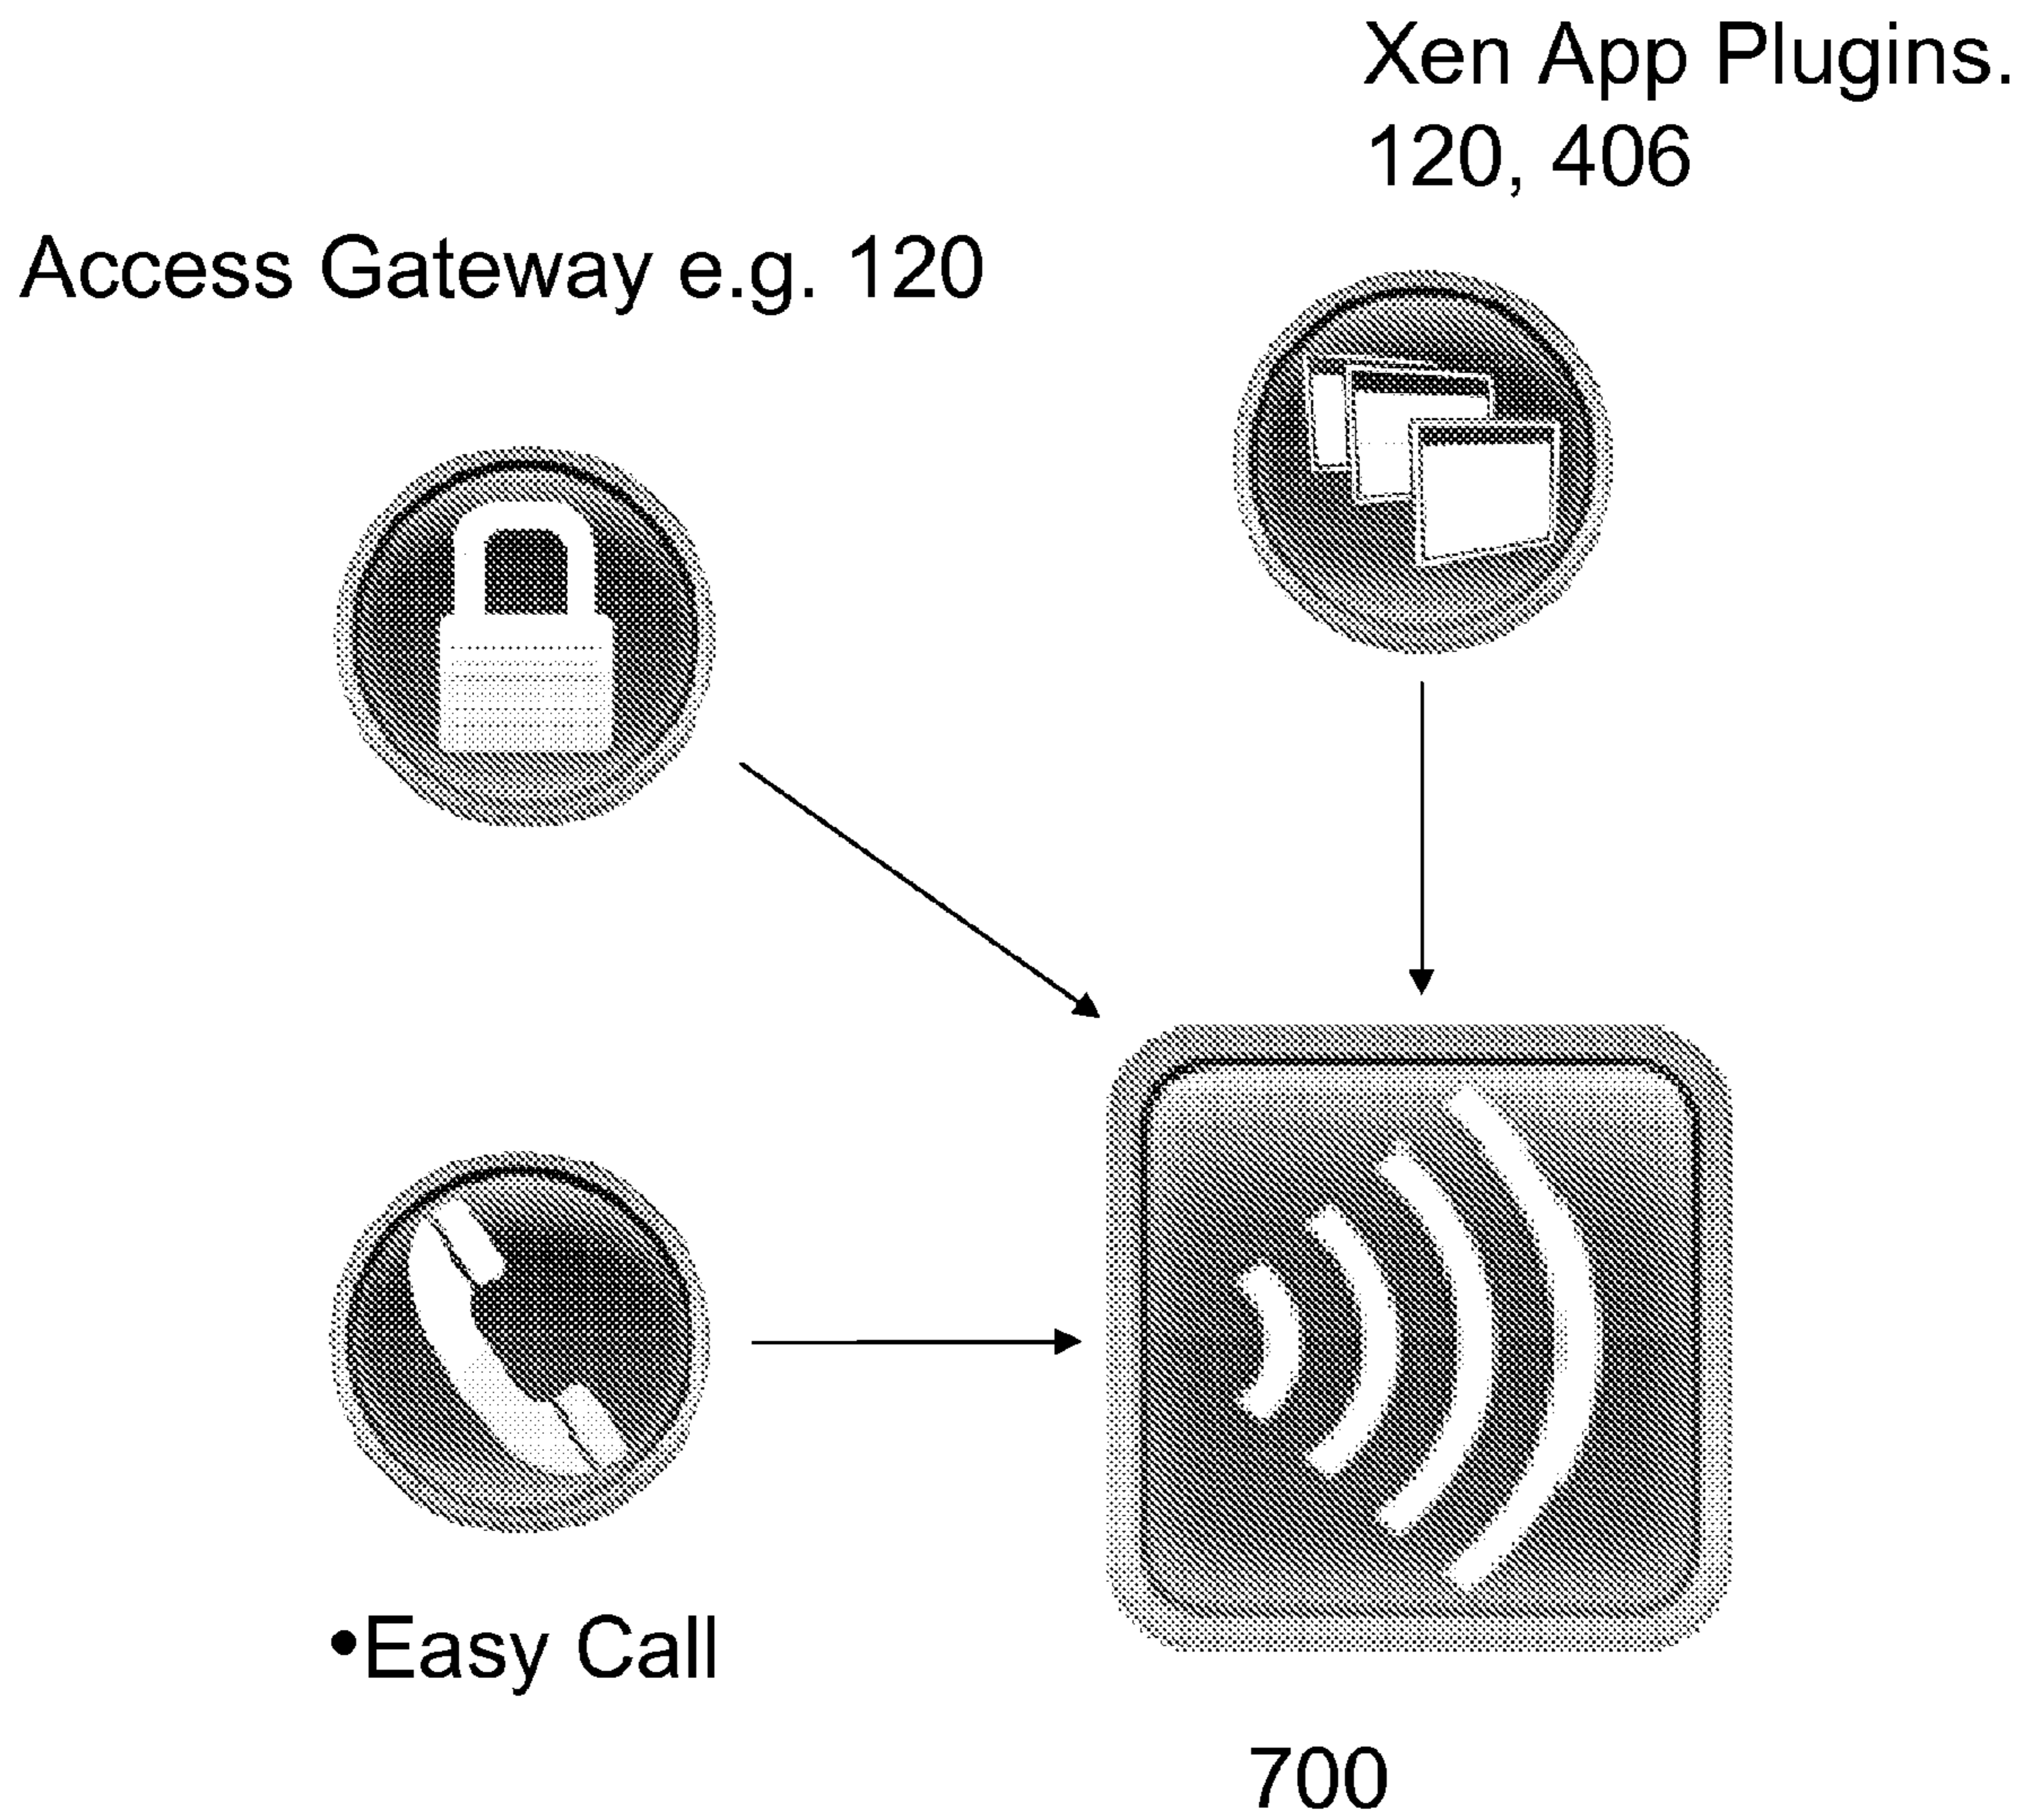 Xen App Plugins.
120, 406
Access Gateway e.g. 120
•Easy Call
700